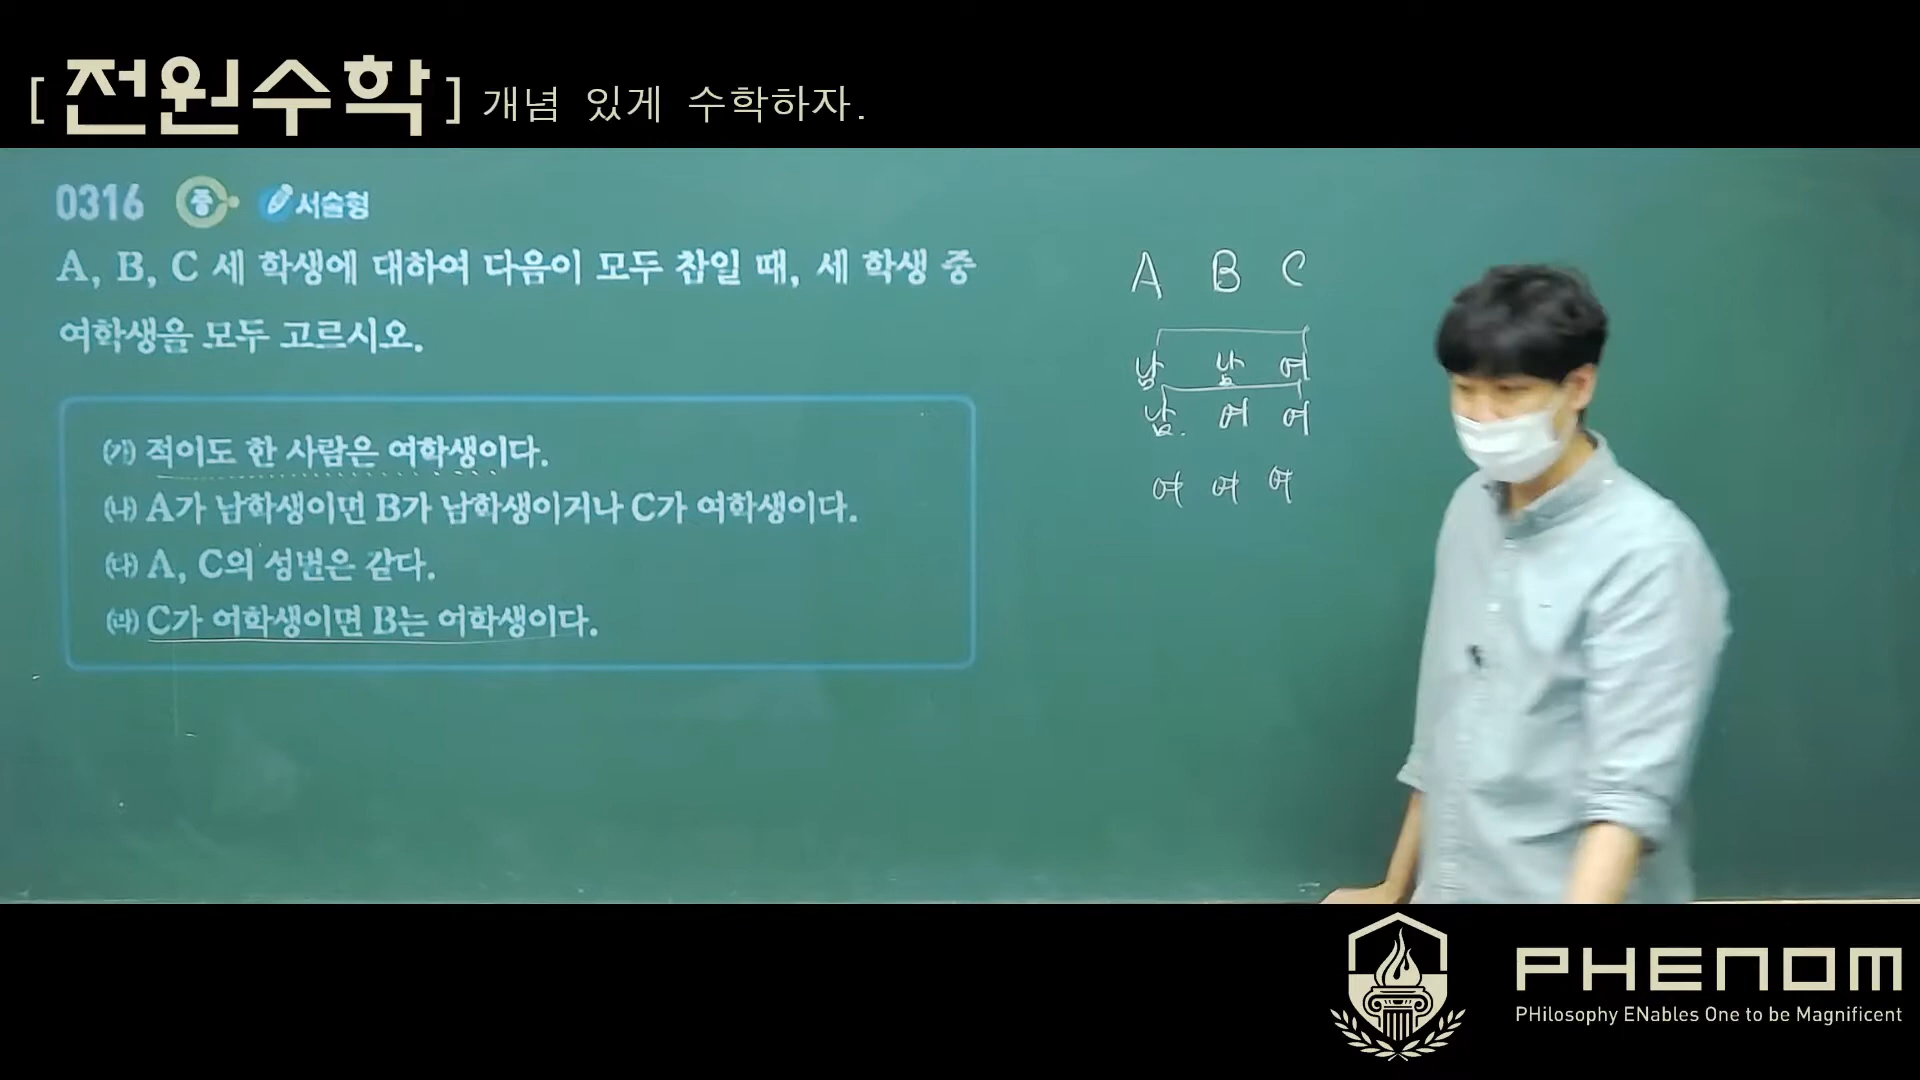 [전원수학] 개념 있게 수학하자.
0316 중 서술형
A, B, C 세 학생에 대하여 다음이 모두 참일 때, 세 학생 중
여학생을 모두 고르시오.
(가) 적어도 한 사람은 여학생이다.
(나) A가 남학생이면 B가 남학생이거나 C가 여학생이다.
(다) A, C의 성별은 같다.
(라) C가 여학생이면 B는 여학생이다.
A B C
남 남 여
남. 여 여
여 여 여
PHENOM
PHilosophy ENables One to be Magnificent